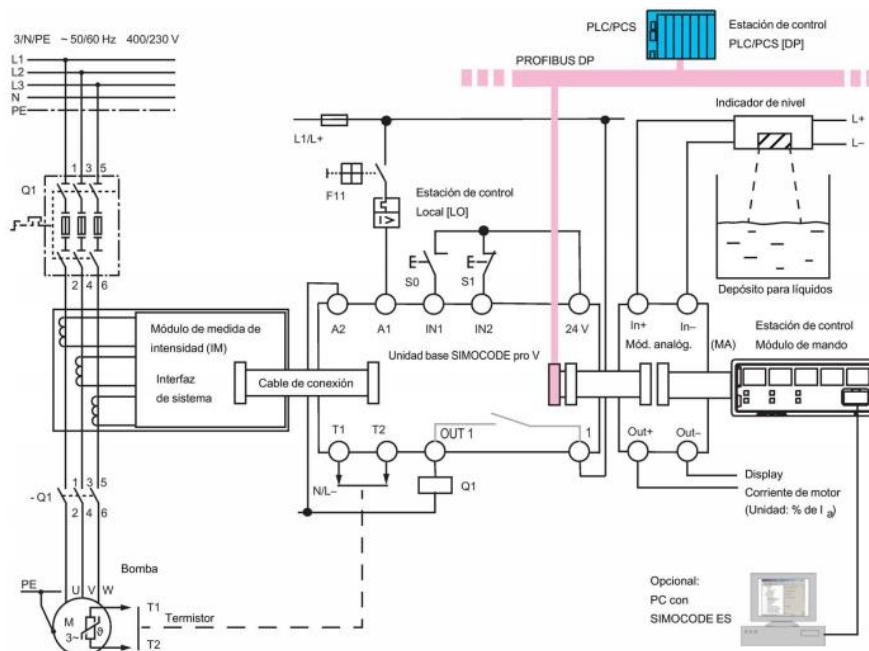 3/N/PE ~ 50/60 Hz 400/230 V
L1
L2
L3
N
PE
PLC/PCS
Estación de control
PLC/PCS [DP]
PROFIBUS DP
Indicador de nivel
L+
L–
Depósito para líquidos
L1/L+
F11
I>
Estación de control
Local [LO]
S0
S1
1 3 5
Q1
2 4 6
Módulo de medida de
intensidad (IM)
Interfaz
de sistema
Cable de conexión
A2
A1
IN1
IN2
24 V
Unidad base SIMOCODE pro V
T1
T2
OUT 1
1
N/L–
Q1
In+
In–
Mód. analóg.
(MA)
Estación de control
Módulo de mando
Out+
Out–
Display
Corriente de motor
(Unidad: % de Ia)
1 3 5
-Q1
2 4 6
Bomba
PE
U V W
M
3~
ϑ
T1
T2
Termistor
Opcional:
PC con
SIMOCODE ES